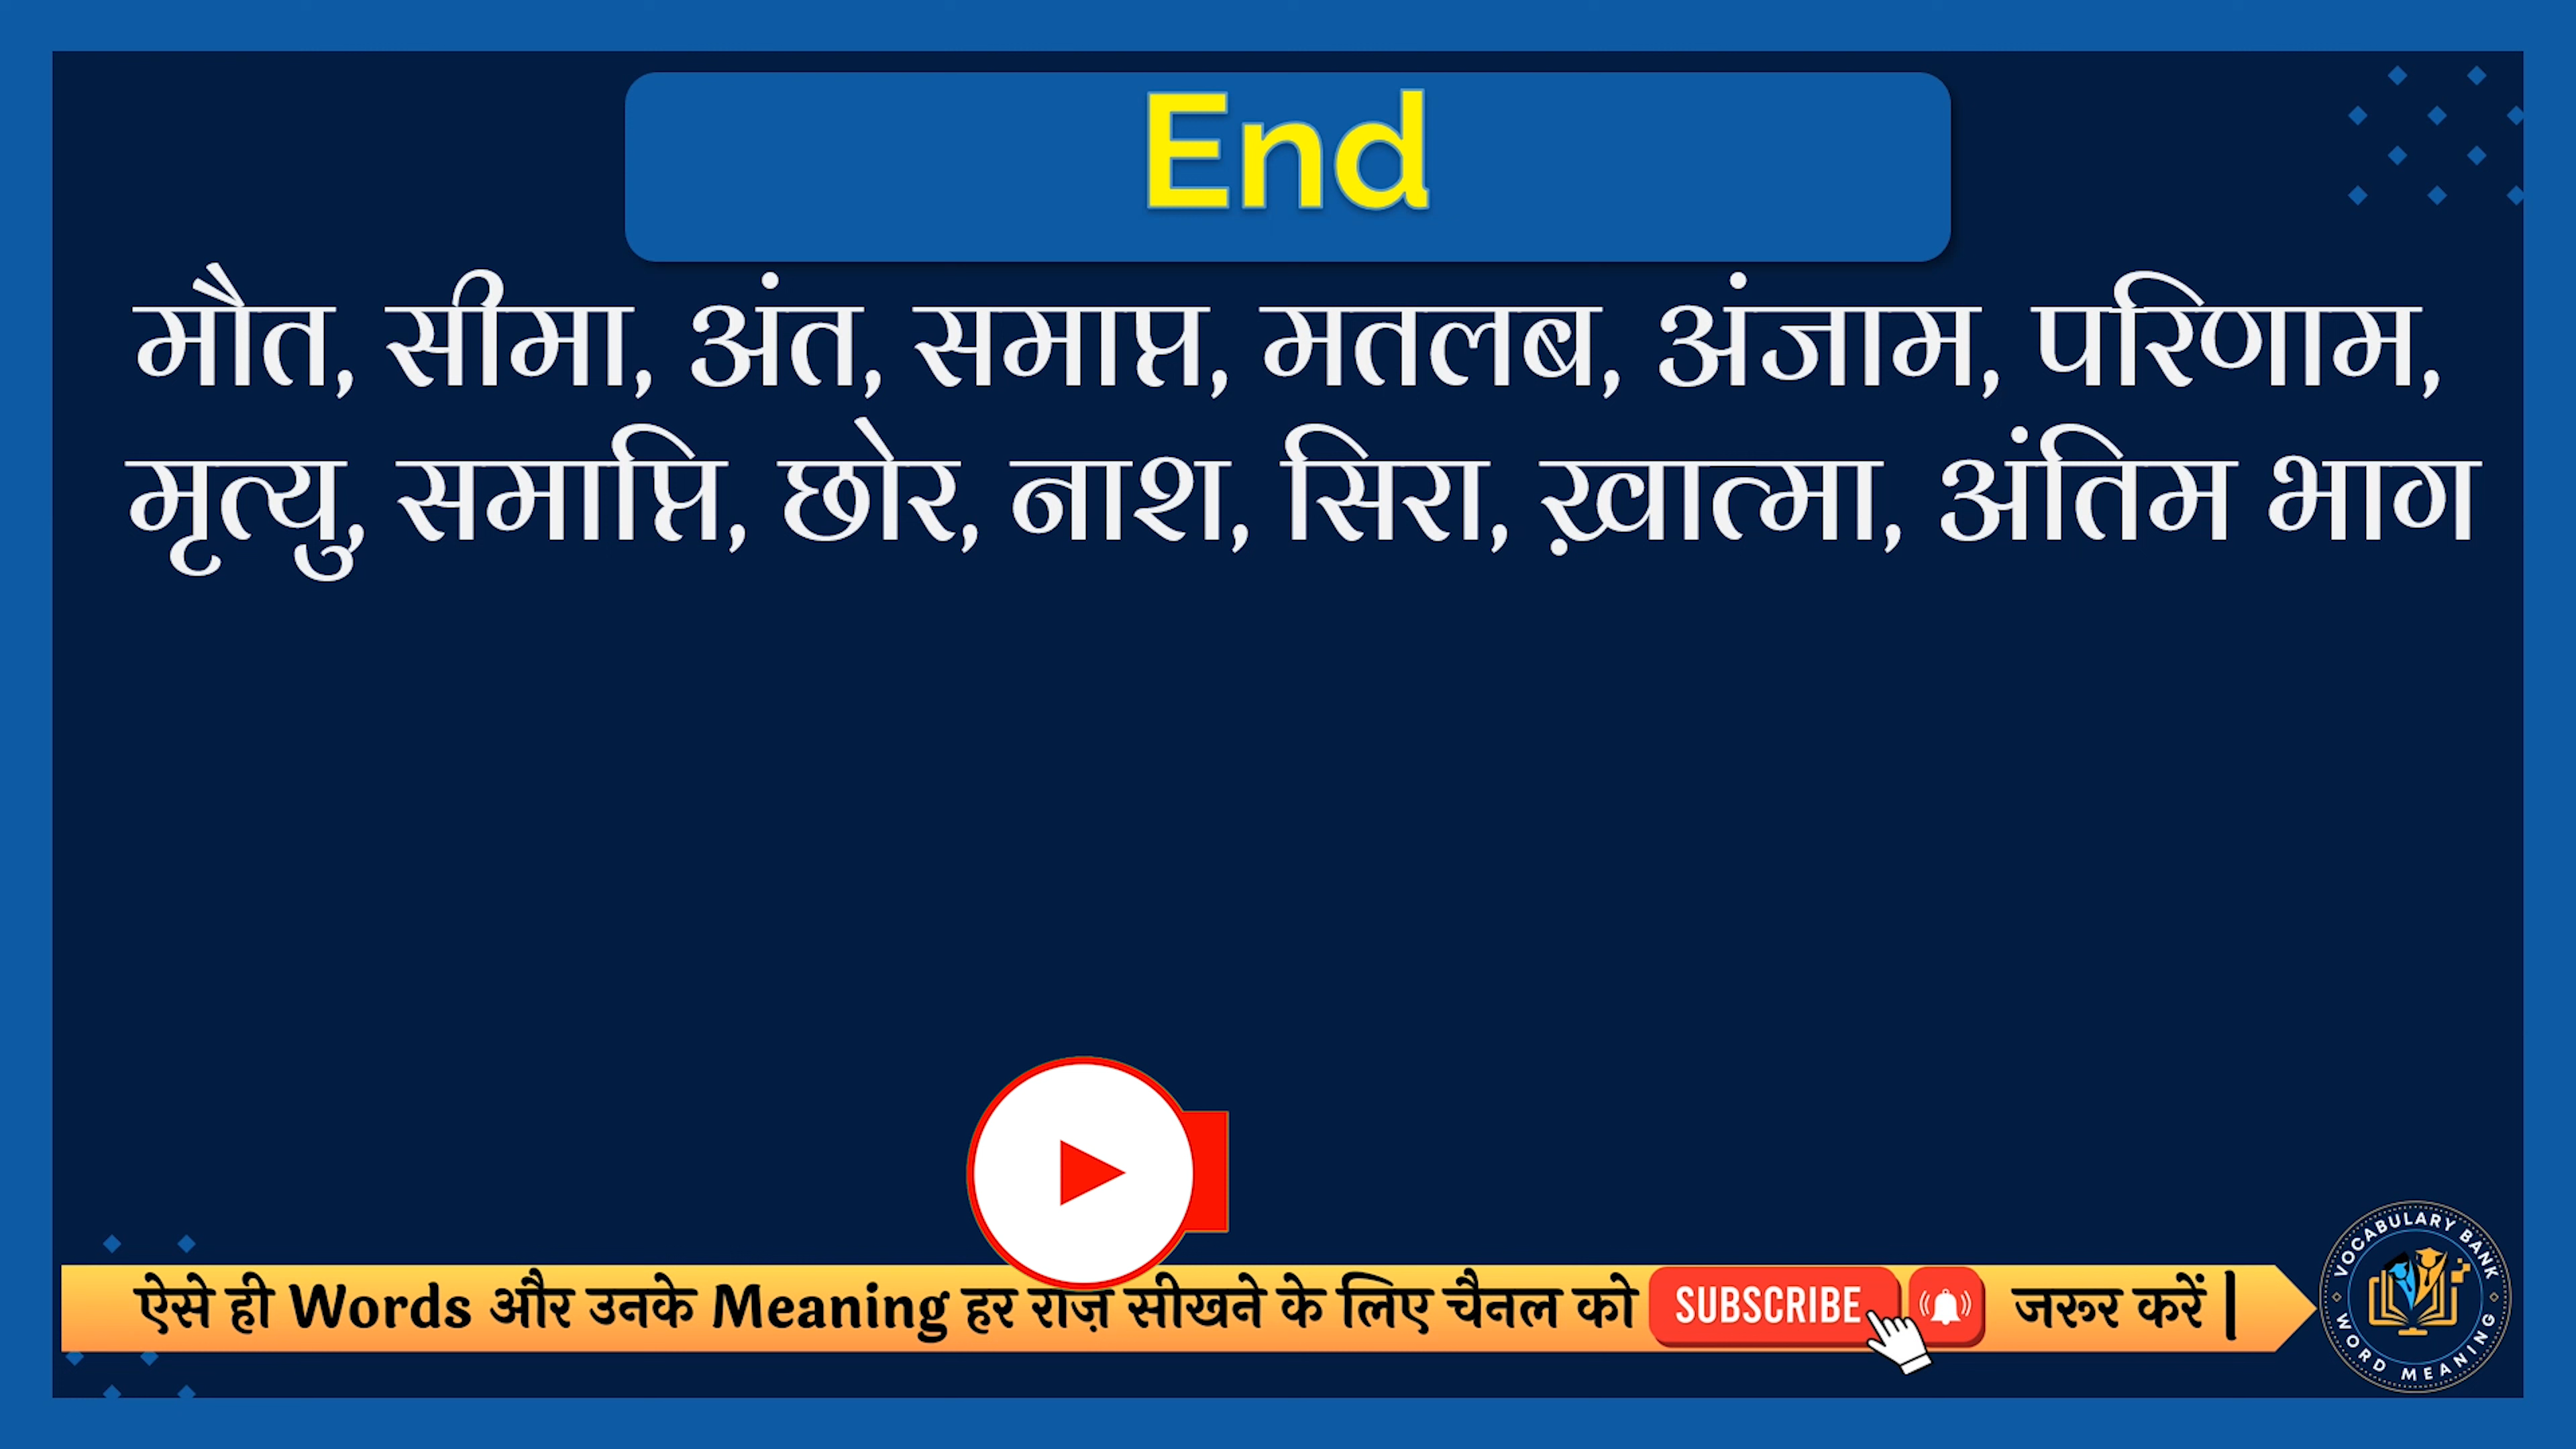 End
मौत, सीमा, अंत, समाप्त, मतलब, अंजाम, परिणाम,
मृत्यु, समाप्ति, छोर, नाश, सिरा, ख़ात्मा, अंतिम भाग
ऐसे ही Words और उनके Meaning हर राज़ सीखने के लिए चैनल को SUBSCRIBE जरूर करें |
VOCABULARY BANK
WORD MEANING